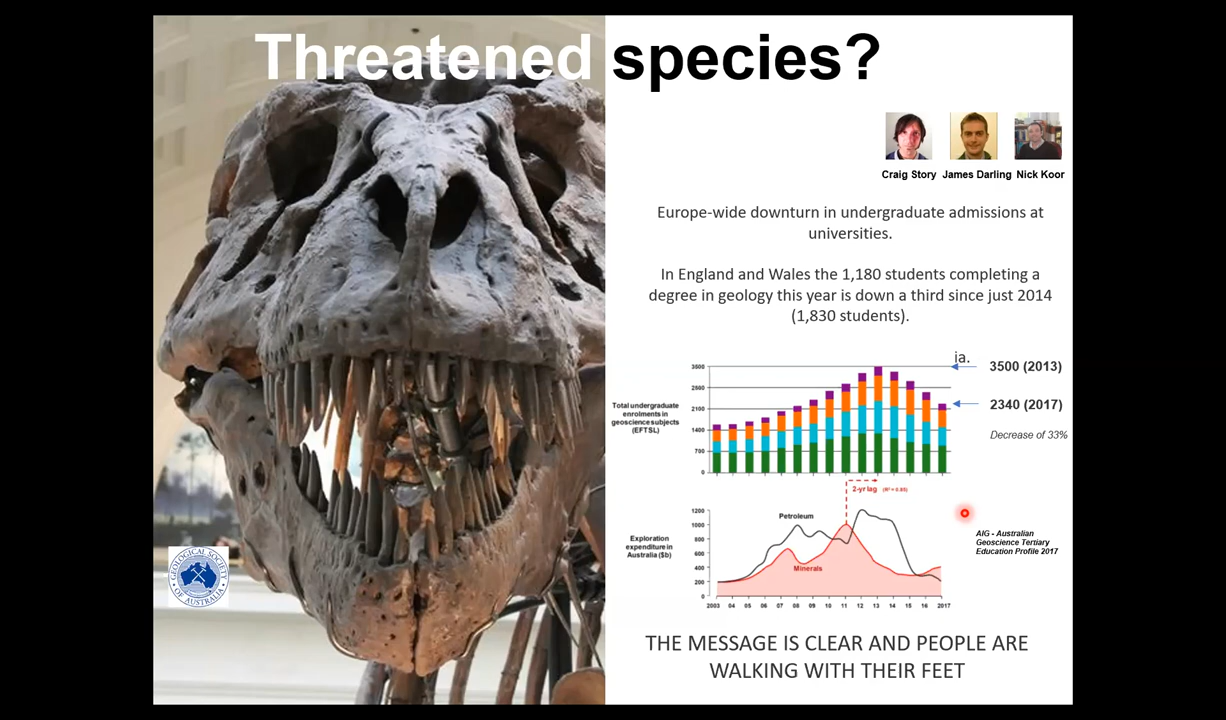 Threatened species?
Craig Story James Darling Nick Koor
Europe-wide downturn in undergraduate admissions at
universities.
In England and Wales the 1,180 students completing a
degree in geology this year is down a third since just 2014
(1,830 students).
ia.
3500 (2013)
2340 (2017)
Decrease of 33%
Total undergraduate
enrolments in
geoscience subjects
(EFTSL)
3500
2800
2100
1400
700
0
2-yr lag (R² = 0.85)
Petroleum
Minerals
Exploration
expenditure in
Australia ($b)
1200
1000
800
600
400
200
0
2003 04 05 06 07 08 09 10 11 12 13 14 15 16 2017
AIG - Australian
Geoscience Tertiary
Education Profile 2017
GEOLOGICAL SOCIETY
OF AUSTRALIA
THE MESSAGE IS CLEAR AND PEOPLE ARE
WALKING WITH THEIR FEET